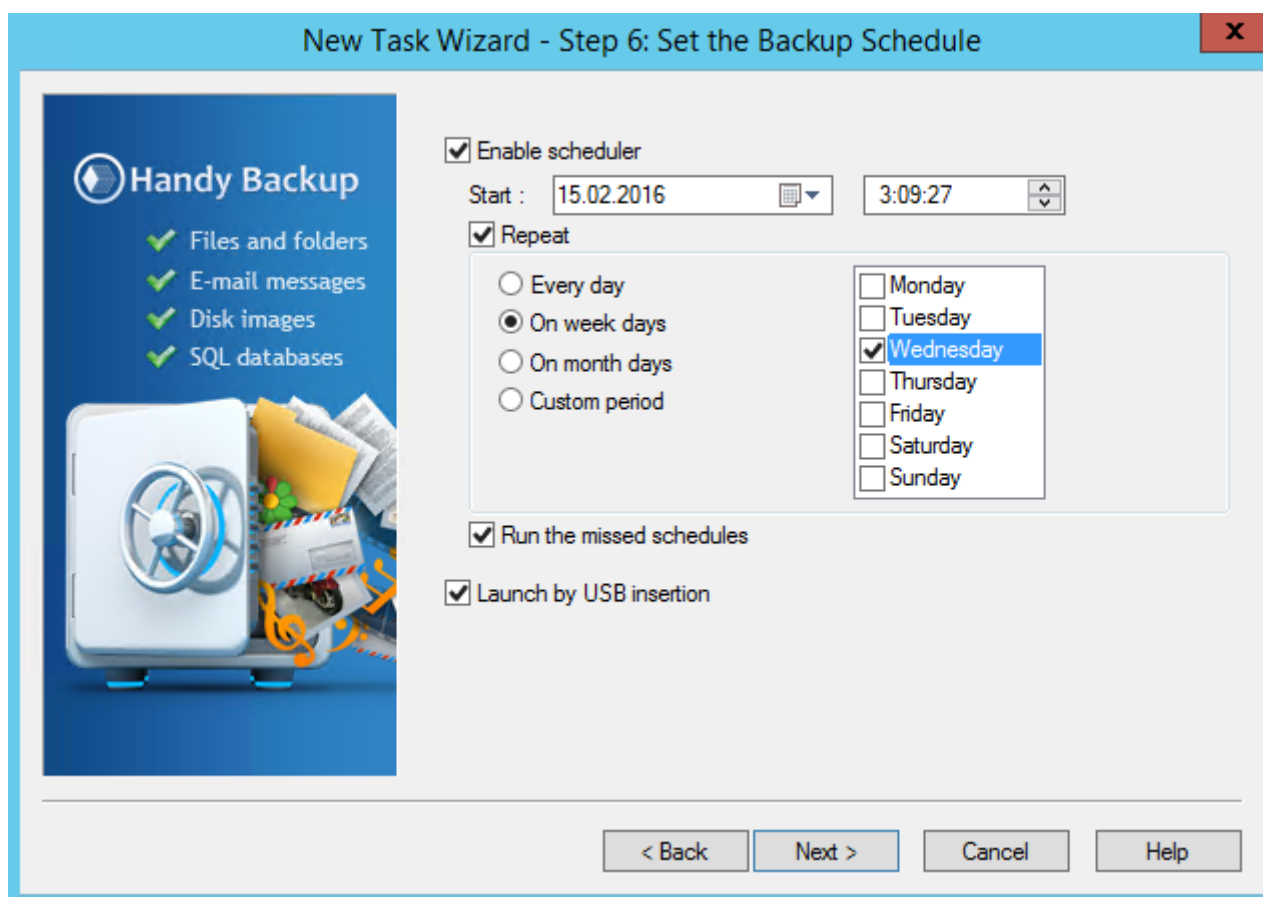 New Task Wizard - Step 6: Set the Backup Schedule
x
Handy Backup
Files and folders
E-mail messages
Disk images
SQL databases
Enable scheduler
Start :
15.02.2016
3:09:27
Repeat
Every day
On week days
On month days
Custom period
Monday
Tuesday
Wednesday
Thursday
Friday
Saturday
Sunday
Run the missed schedules
Launch by USB insertion
< Back
Next >
Cancel
Help